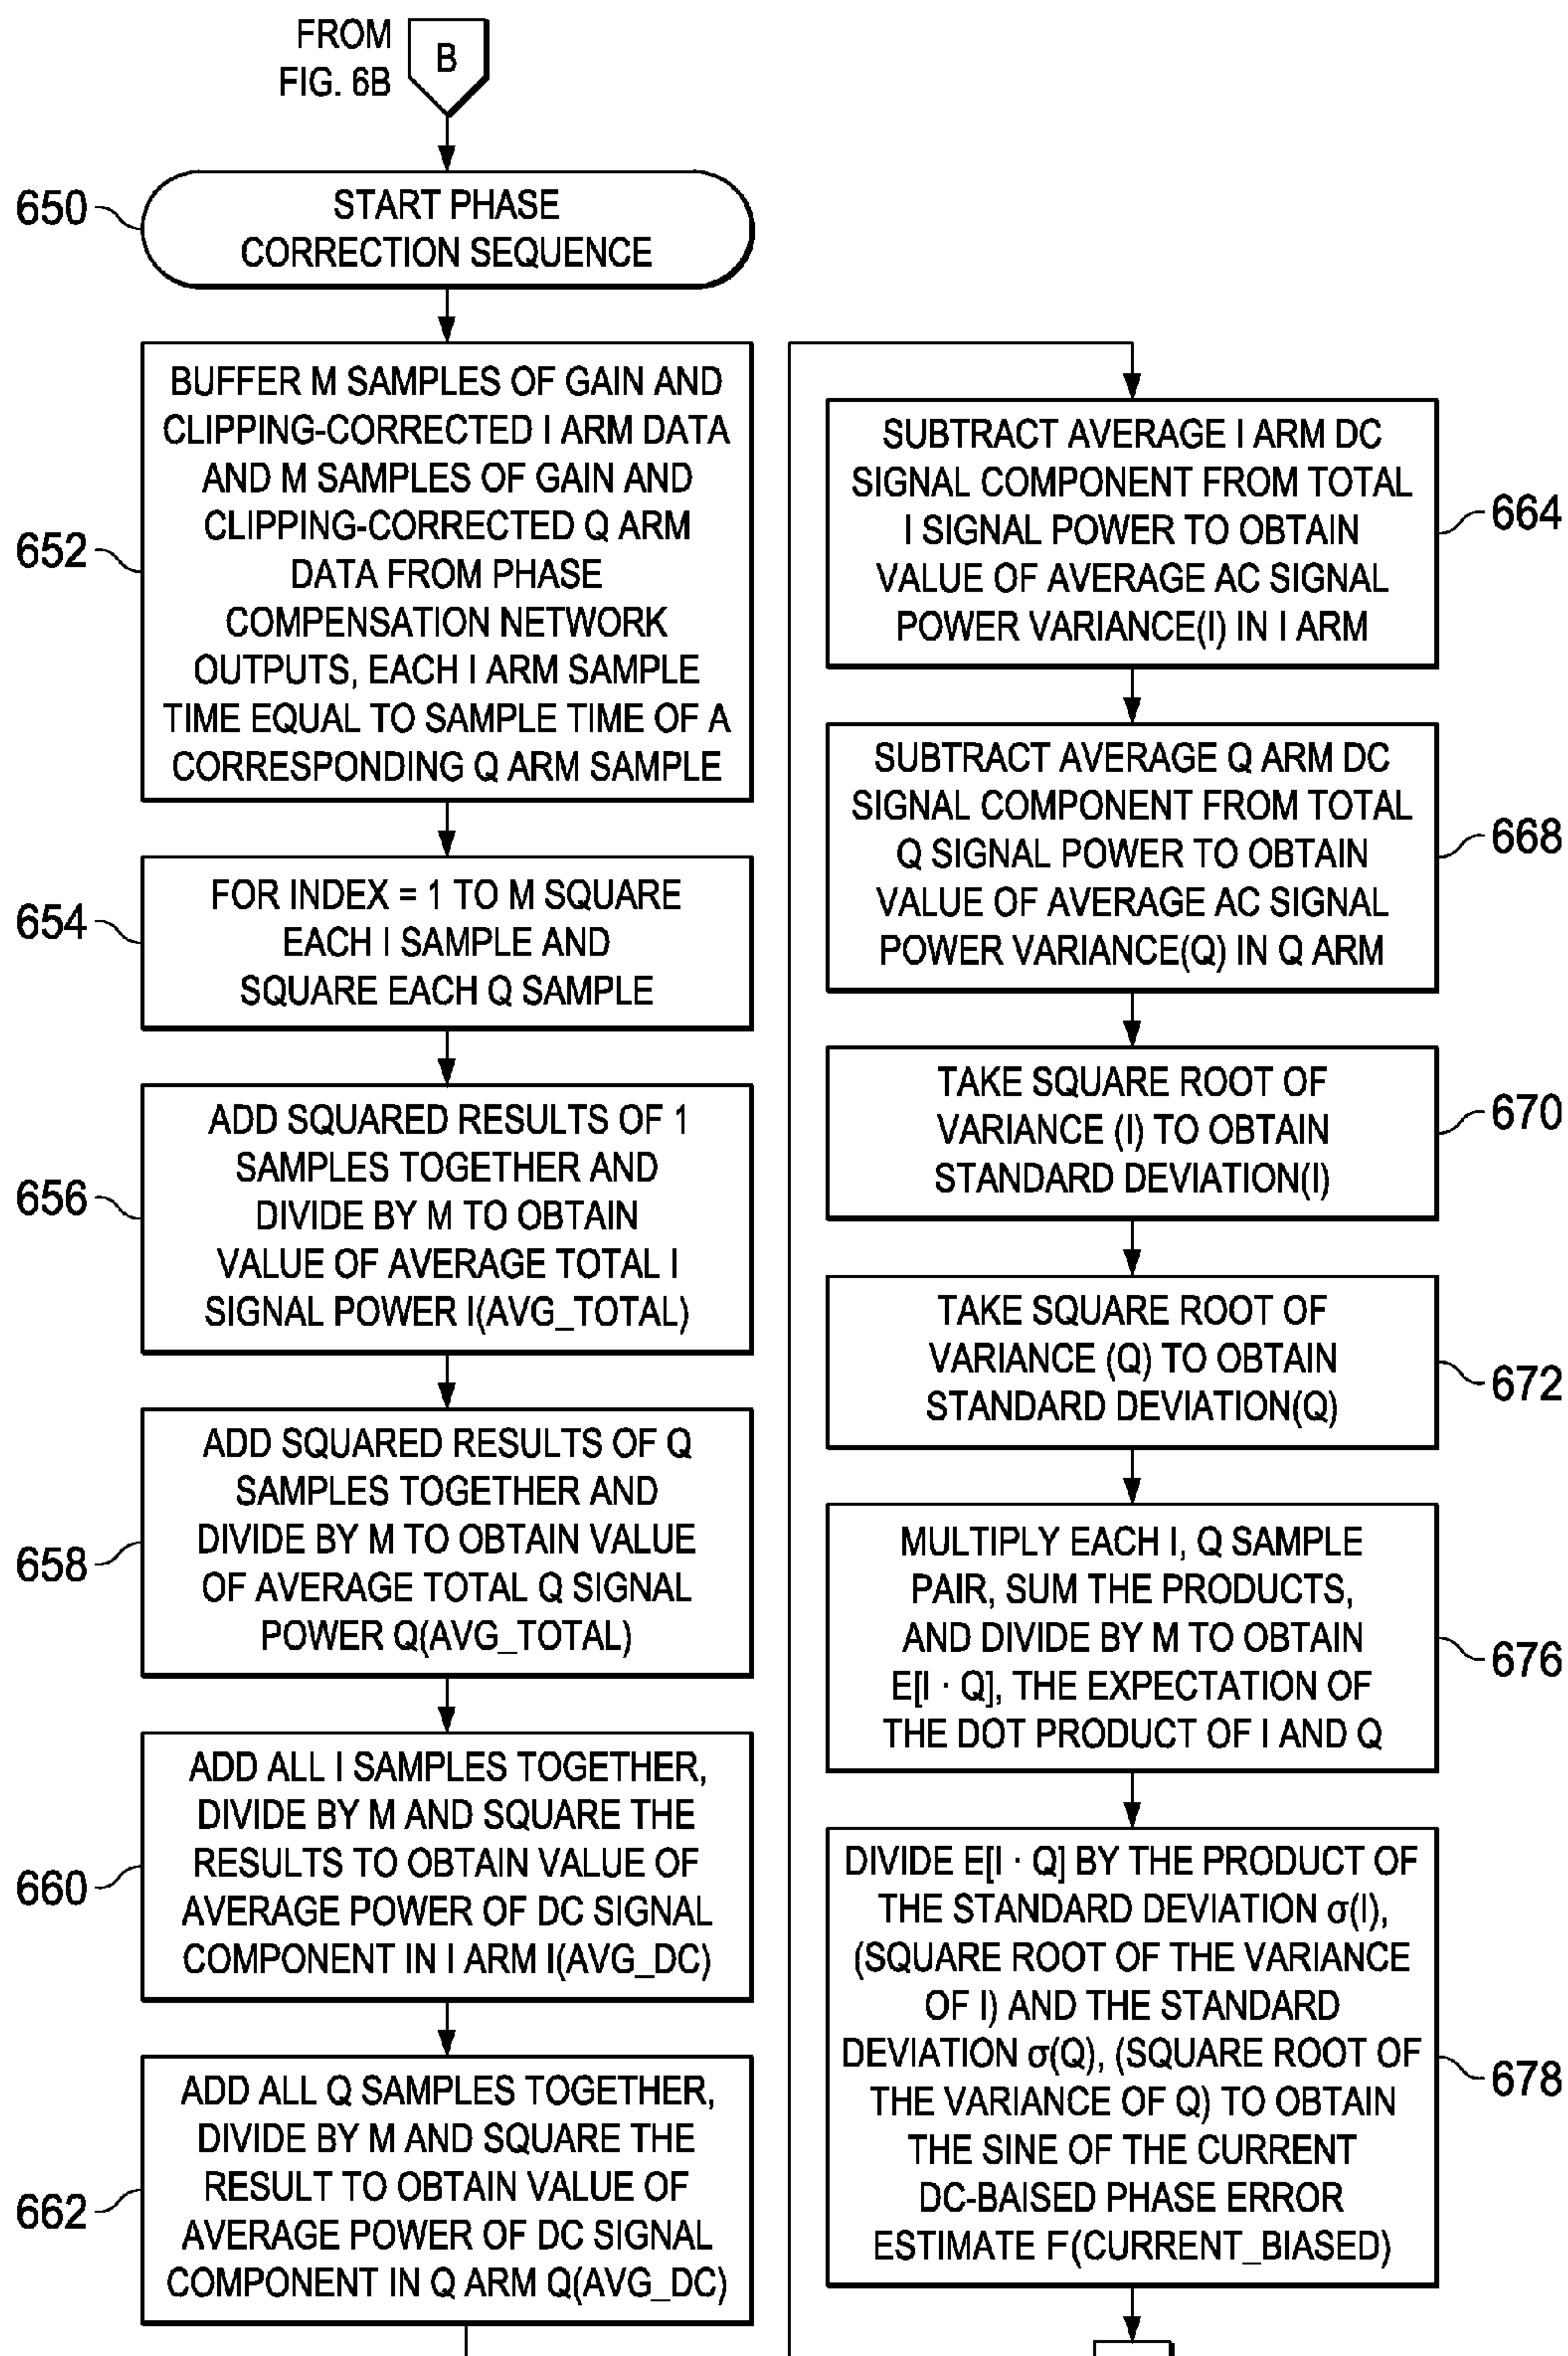 FROM
FIG. 6B
B
650
START PHASE
CORRECTION SEQUENCE
652
BUFFER M SAMPLES OF GAIN AND
CLIPPING-CORRECTED I ARM DATA
AND M SAMPLES OF GAIN AND
CLIPPING-CORRECTED Q ARM
DATA FROM PHASE
COMPENSATION NETWORK
OUTPUTS, EACH I ARM SAMPLE
TIME EQUAL TO SAMPLE TIME OF A
CORRESPONDING Q ARM SAMPLE
654
FOR INDEX = 1 TO M SQUARE
EACH I SAMPLE AND
SQUARE EACH Q SAMPLE
656
ADD SQUARED RESULTS OF 1
SAMPLES TOGETHER AND
DIVIDE BY M TO OBTAIN
VALUE OF AVERAGE TOTAL I
SIGNAL POWER I(AVG_TOTAL)
658
ADD SQUARED RESULTS OF Q
SAMPLES TOGETHER AND
DIVIDE BY M TO OBTAIN VALUE
OF AVERAGE TOTAL Q SIGNAL
POWER Q(AVG_TOTAL)
660
ADD ALL I SAMPLES TOGETHER,
DIVIDE BY M AND SQUARE THE
RESULTS TO OBTAIN VALUE OF
AVERAGE POWER OF DC SIGNAL
COMPONENT IN I ARM I(AVG_DC)
662
ADD ALL Q SAMPLES TOGETHER,
DIVIDE BY M AND SQUARE THE
RESULT TO OBTAIN VALUE OF
AVERAGE POWER OF DC SIGNAL
COMPONENT IN Q ARM Q(AVG_DC)
SUBTRACT AVERAGE I ARM DC
SIGNAL COMPONENT FROM TOTAL
I SIGNAL POWER TO OBTAIN
VALUE OF AVERAGE AC SIGNAL
POWER VARIANCE(I) IN I ARM
664
SUBTRACT AVERAGE Q ARM DC
SIGNAL COMPONENT FROM TOTAL
Q SIGNAL POWER TO OBTAIN
VALUE OF AVERAGE AC SIGNAL
POWER VARIANCE(Q) IN Q ARM
668
TAKE SQUARE ROOT OF
VARIANCE (I) TO OBTAIN
STANDARD DEVIATION(I)
670
TAKE SQUARE ROOT OF
VARIANCE (Q) TO OBTAIN
STANDARD DEVIATION(Q)
672
MULTIPLY EACH I, Q SAMPLE
PAIR, SUM THE PRODUCTS,
AND DIVIDE BY M TO OBTAIN
E[I · Q], THE EXPECTATION OF
THE DOT PRODUCT OF I AND Q
676
DIVIDE E[I · Q] BY THE PRODUCT OF
THE STANDARD DEVIATION σ(I),
(SQUARE ROOT OF THE VARIANCE
OF I) AND THE STANDARD
DEVIATION σ(Q), (SQUARE ROOT OF
THE VARIANCE OF Q) TO OBTAIN
THE SINE OF THE CURRENT
DC-BAISED PHASE ERROR
ESTIMATE F(CURRENT_BIASED)
678